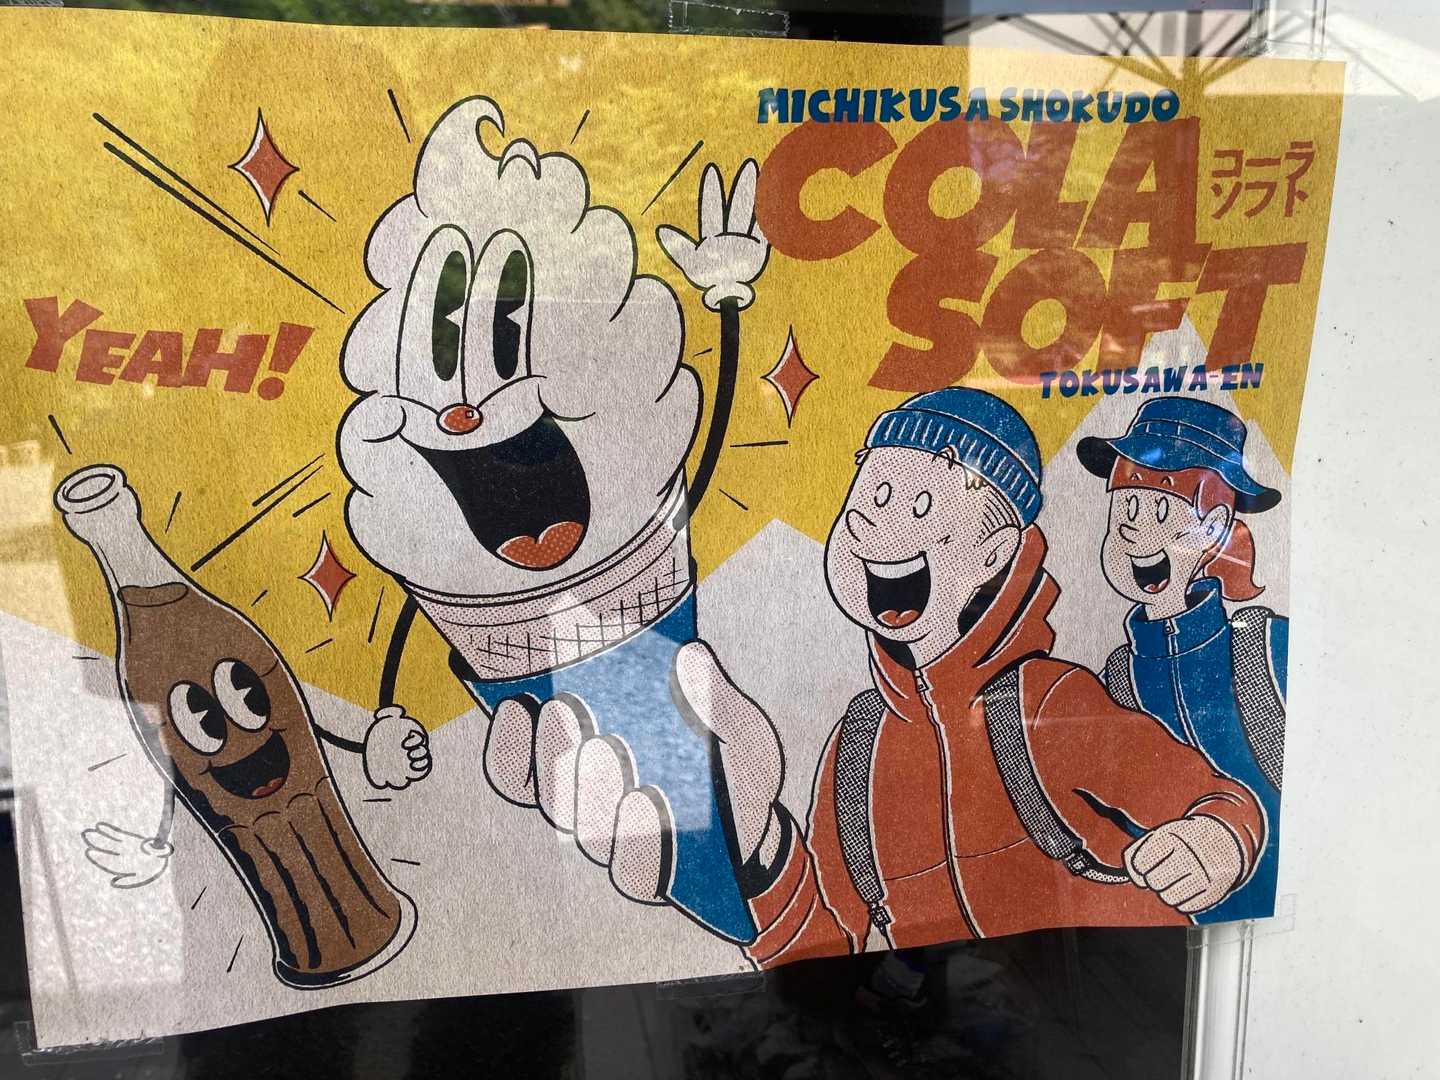 MICHIKUSA SHOKUDO
COLA
コーラ
ソフト
SOFT
TOKUSAWA-EN
YEAH!